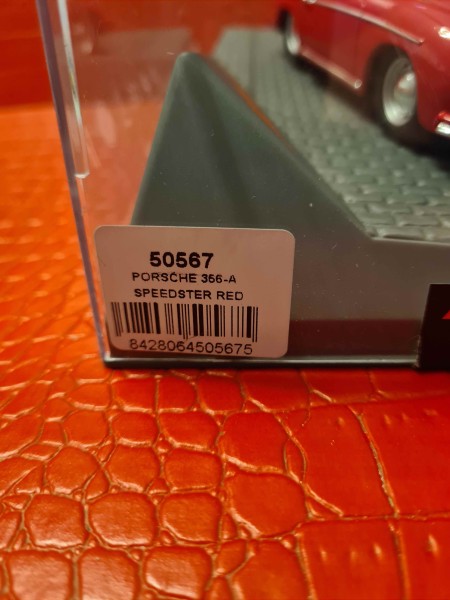 50567
PORSCHE 356-A
SPEEDSTER RED
8428064505675